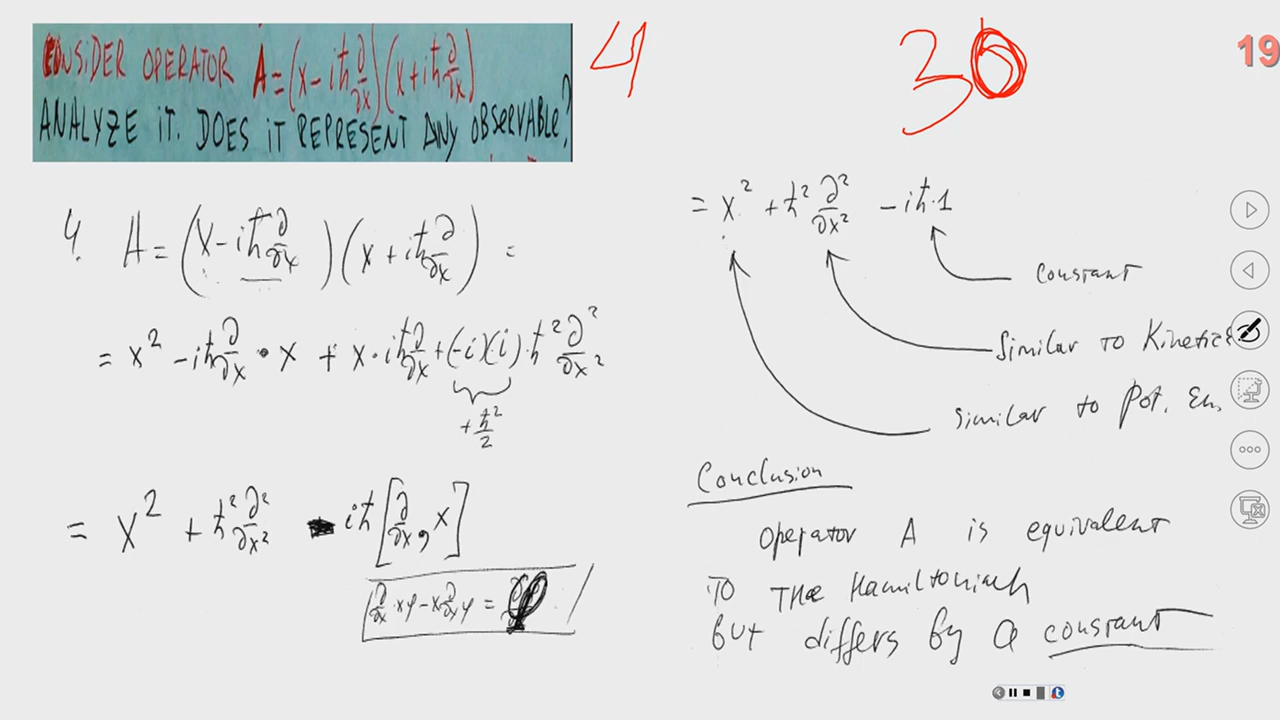 CONSIDER OPERATOR A = (x - iħ ∂/∂x)(x + iħ ∂/∂x)
ANALYZE iT. DOES iT REPRESENT ANY OBSERVABLE?
4
30
19
4. A = (x - iħ ∂/∂x)(x + iħ ∂/∂x) =
= x² - iħ ∂/∂x · x + x · iħ ∂/∂x + (-i)(i) · ħ² ∂²/∂x²
+ ħ²/2
= x² + ħ² ∂²/∂x² - iħ [∂/∂x, x]
∂/∂x · xφ - x ∂/∂x φ = φ
= x² + ħ² ∂²/∂x² - iħ · 1
Constant
Similar To Kinetic
Similar to Pot. En.
Conclusion
Operator A is equivalent
To The Hamiltonian
but differs by a constant